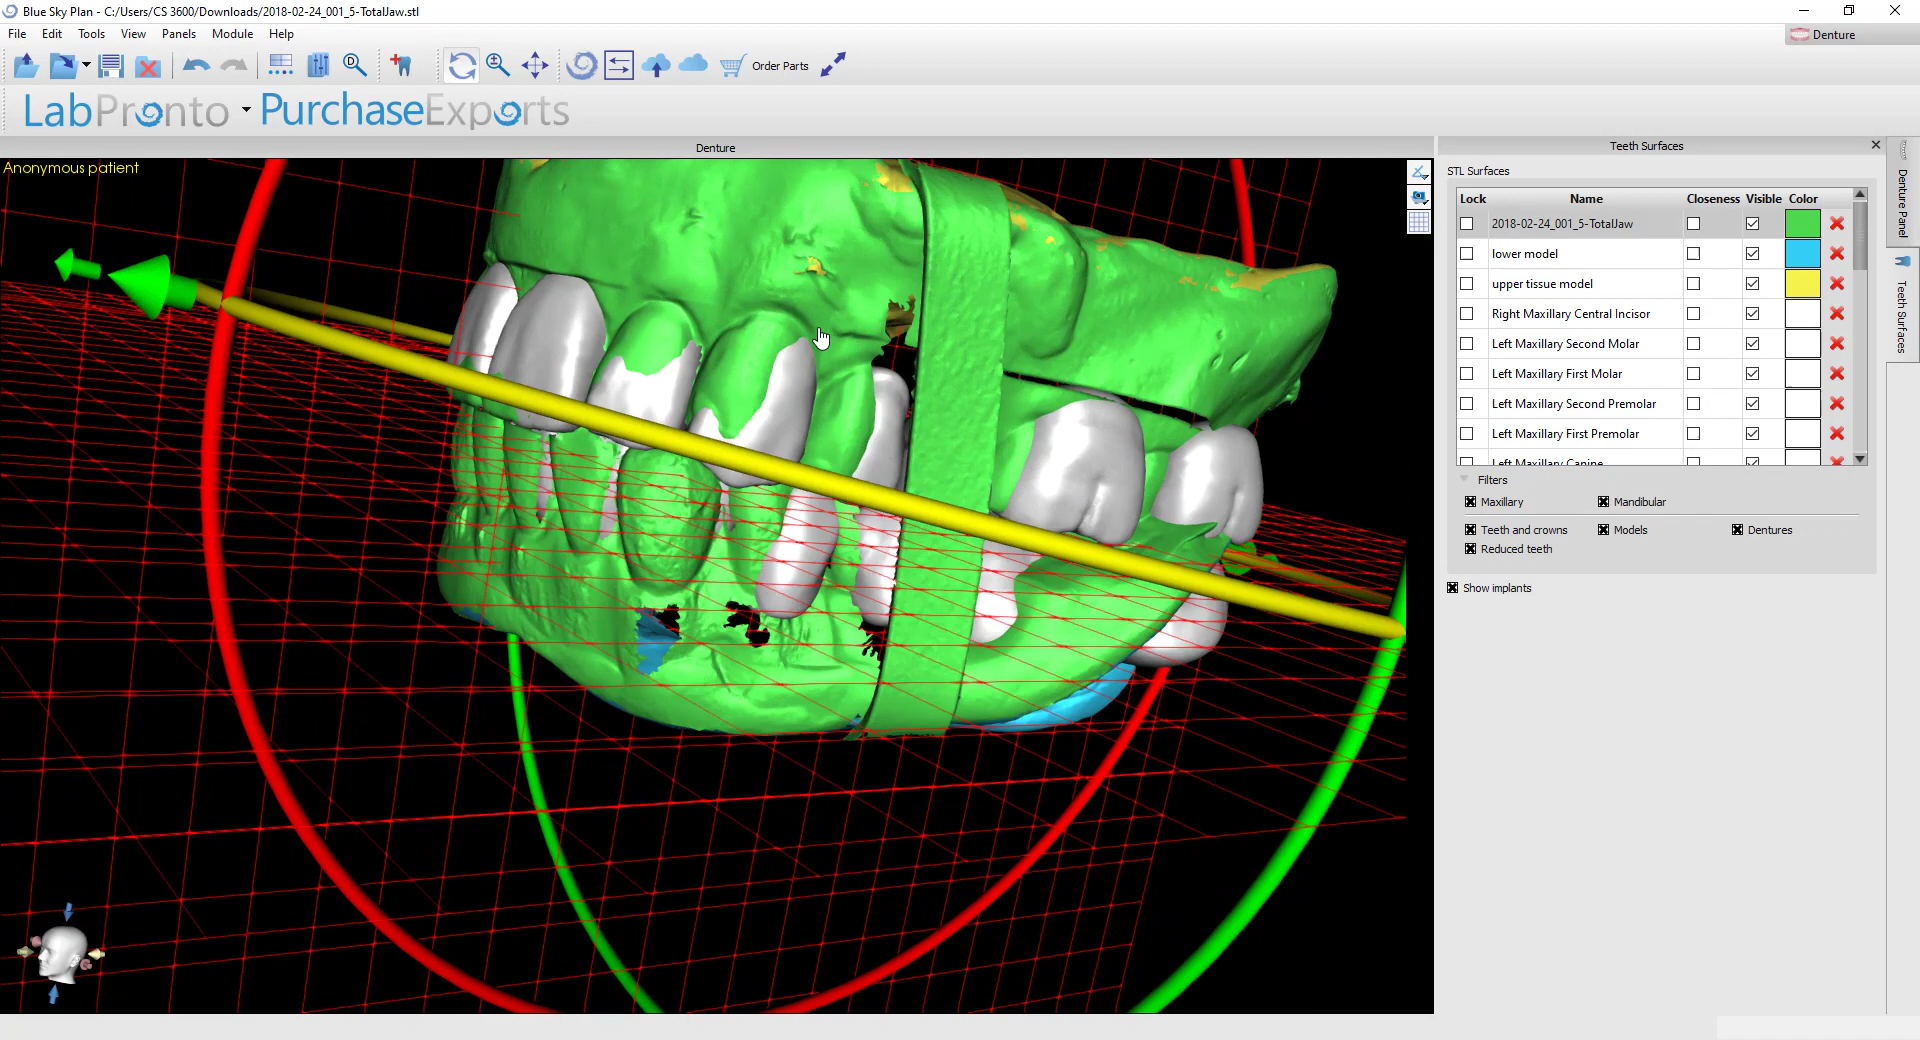 Blue Sky Plan - C:/Users/CS 3600/Downloads/2018-02-24_001_5-TotalJaw.stl
File Edit Tools View Panels Module Help
Denture
D
Order Parts
LabPronto
PurchaseExports
Denture
Anonymous patient
Teeth Surfaces
STL Surfaces
Lock Name Closeness Visible Color
2018-02-24_001_5-TotalJaw
lower model
upper tissue model
Right Maxillary Central Incisor
Left Maxillary Second Molar
Left Maxillary First Molar
Left Maxillary Second Premolar
Left Maxillary First Premolar
Left Maxillary Canine
Filters
Maxillary Mandibular
Teeth and crowns Models Dentures
Reduced teeth
Show implants
Denture Panel
Teeth Surfaces